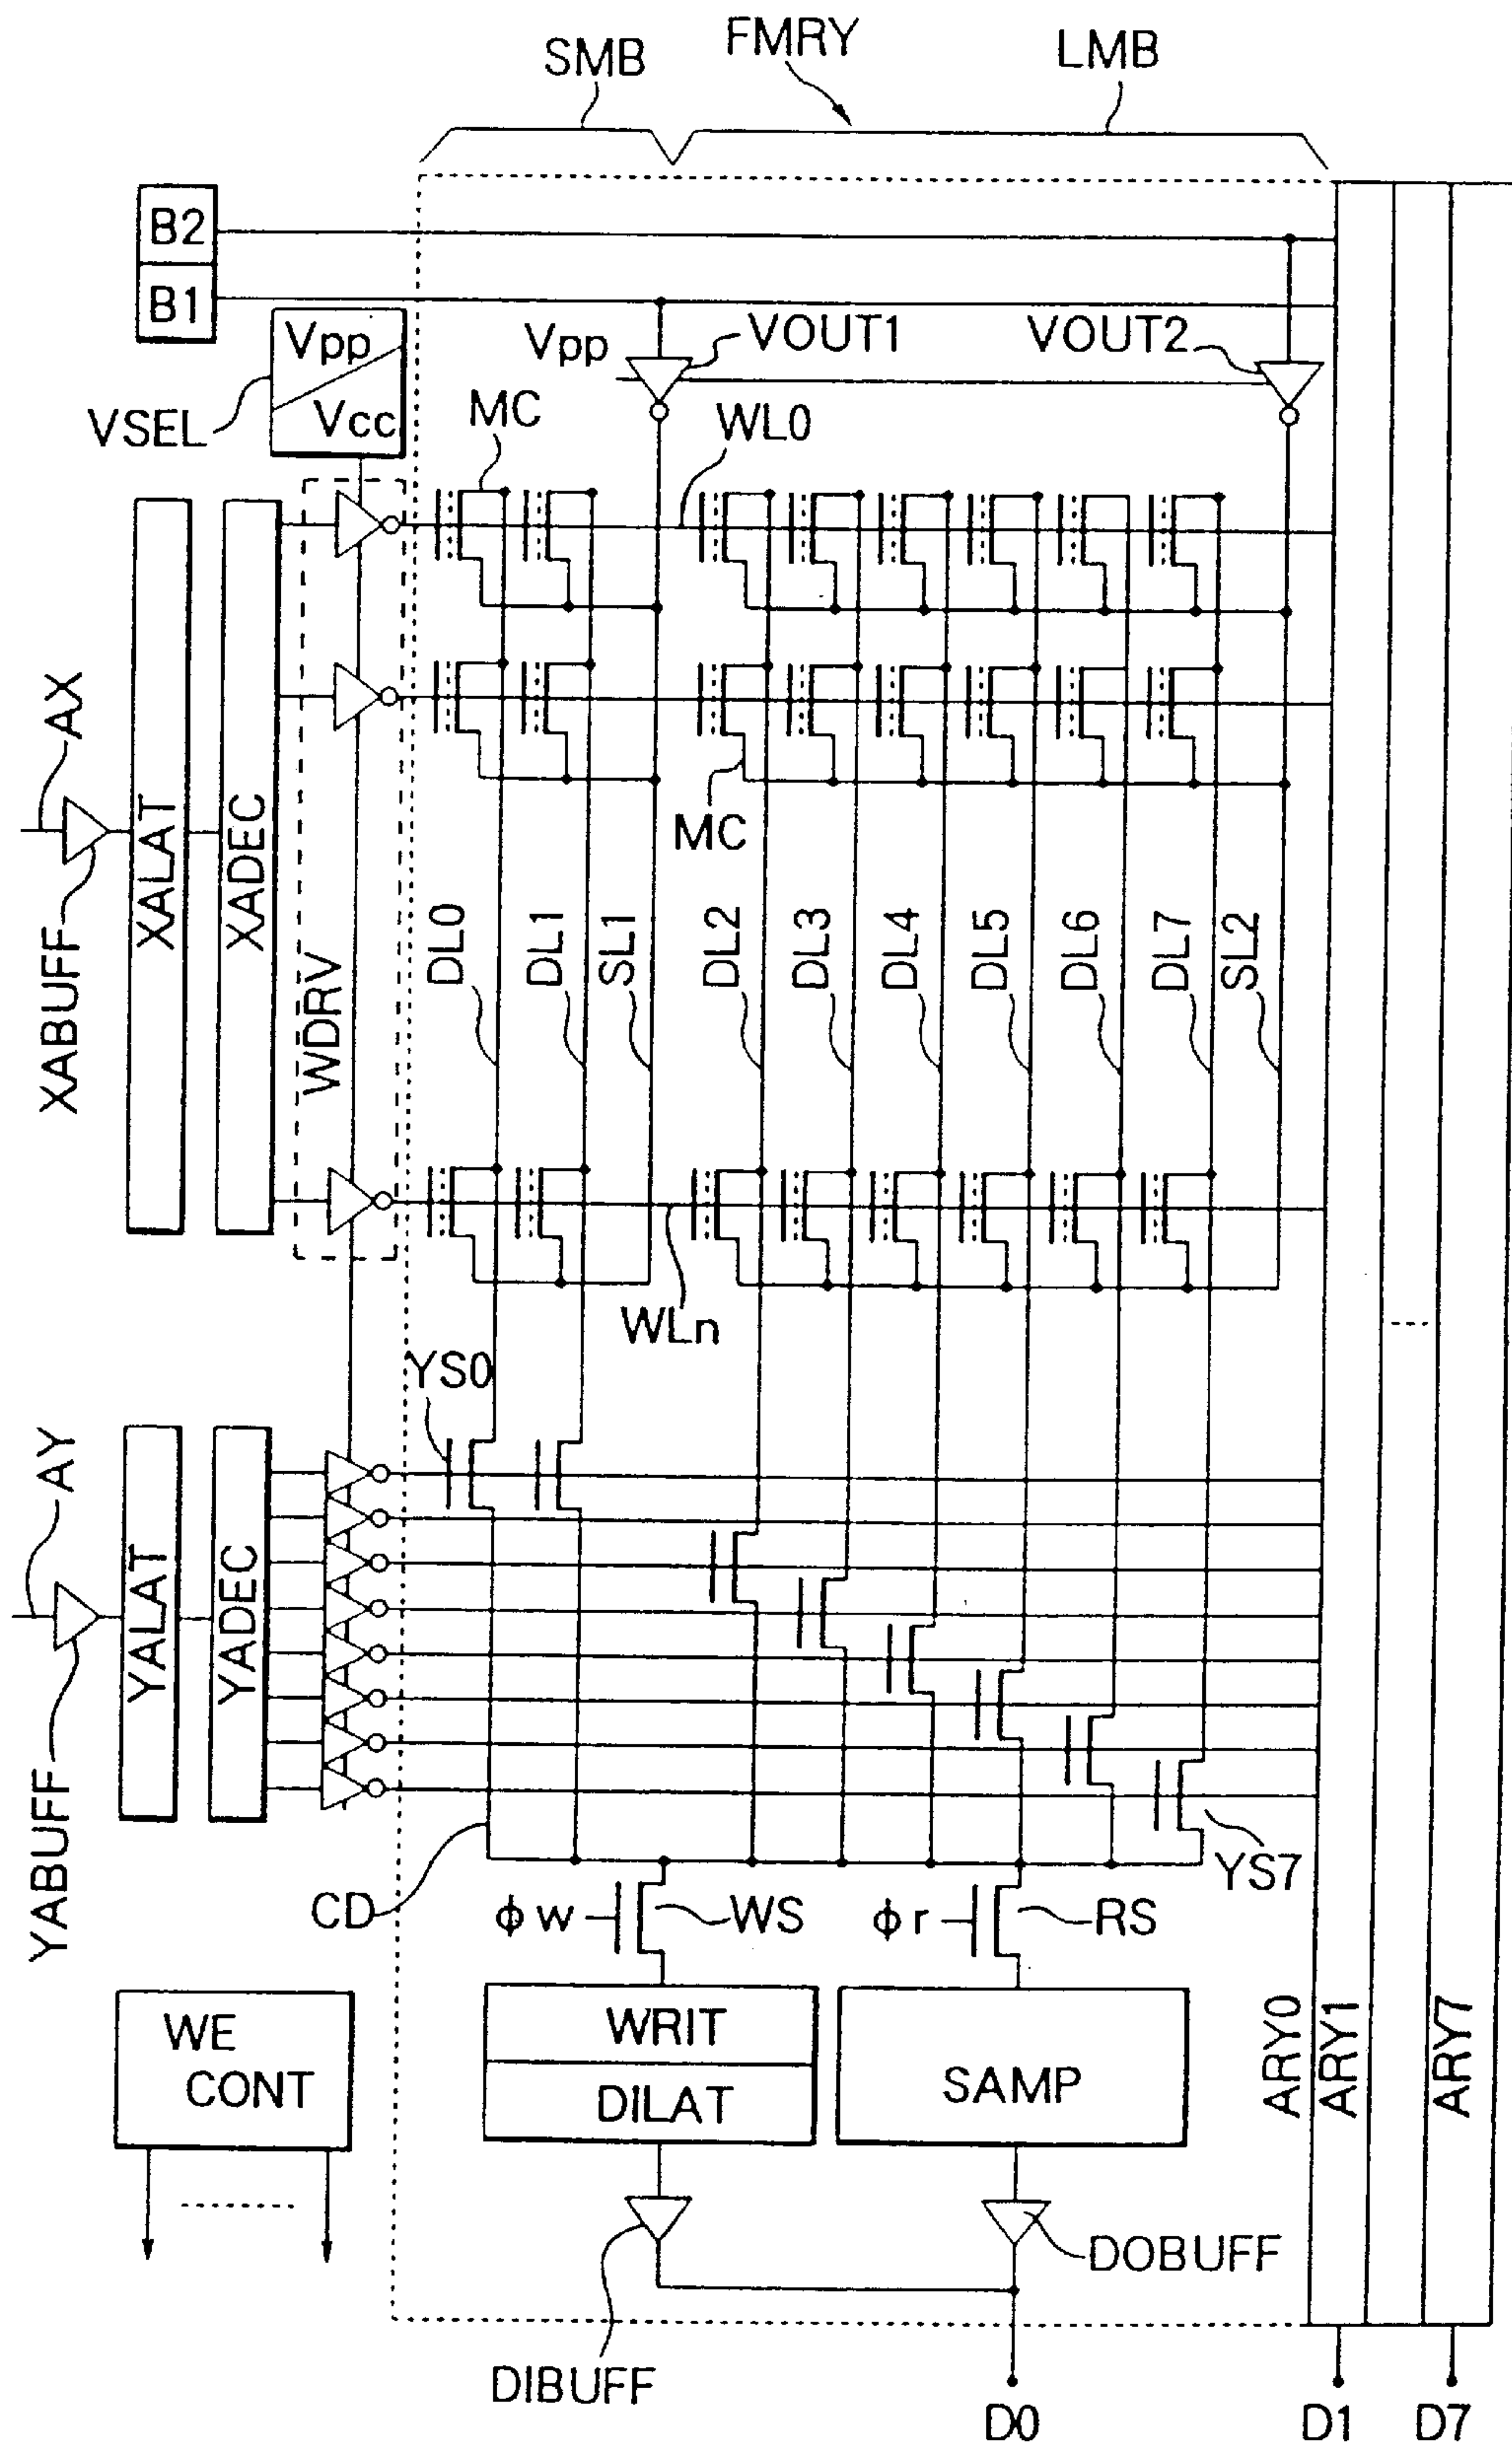 SMB
FMRY
LMB
B2
B1
Vpp
Vcc
VSEL
Vpp
VOUT1
VOUT2
MC
WL0
AX
XABUFF
XALAT
XADEC
WDRV
MC
DL0
DL1
SL1
DL2
DL3
DL4
DL5
DL6
DL7
SL2
WLn
YS0
AY
YABUFF
YALAT
YADEC
CD
YS7
ϕw
WS
ϕr
RS
WE
CONT
WRIT
DILAT
SAMP
ARY0
ARY1
ARY7
DIBUFF
DOBUFF
D0
D1
D7